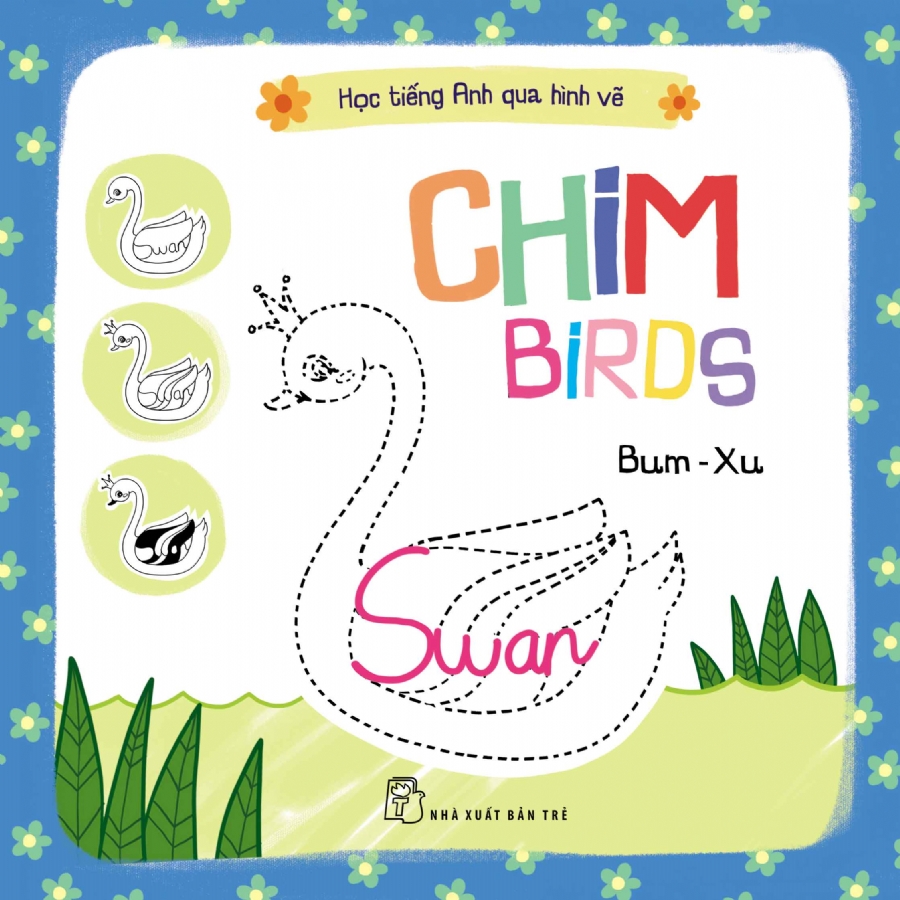 Học tiếng Anh qua hình vẽ
CHIM
BIRDS
Bum - Xu
Swan
Swan
Swan
NHÀ XUẤT BẢN TRẺ